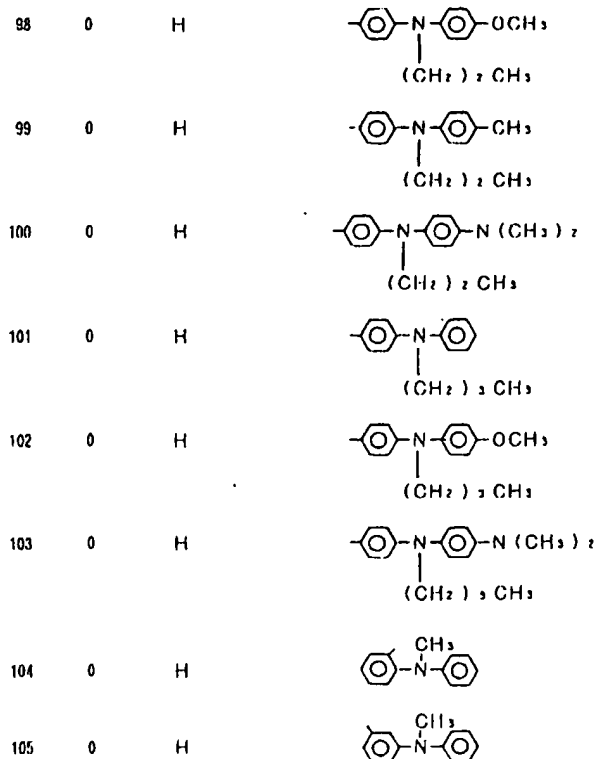 98 0 H -N- -OCH₃
(CH₂)₂CH₃
99 0 H -N- -CH₃
(CH₂)₂CH₃
100 0 H -N- -N(CH₃)₂
(CH₂)₂CH₃
101 0 H -N-
(CH₂)₃CH₃
102 0 H -N- -OCH₃
(CH₂)₃CH₃
103 0 H -N- -N(CH₃)₂
(CH₂)₃CH₃
CH₃
104 0 H -N-
CH₃
105 0 H -N-